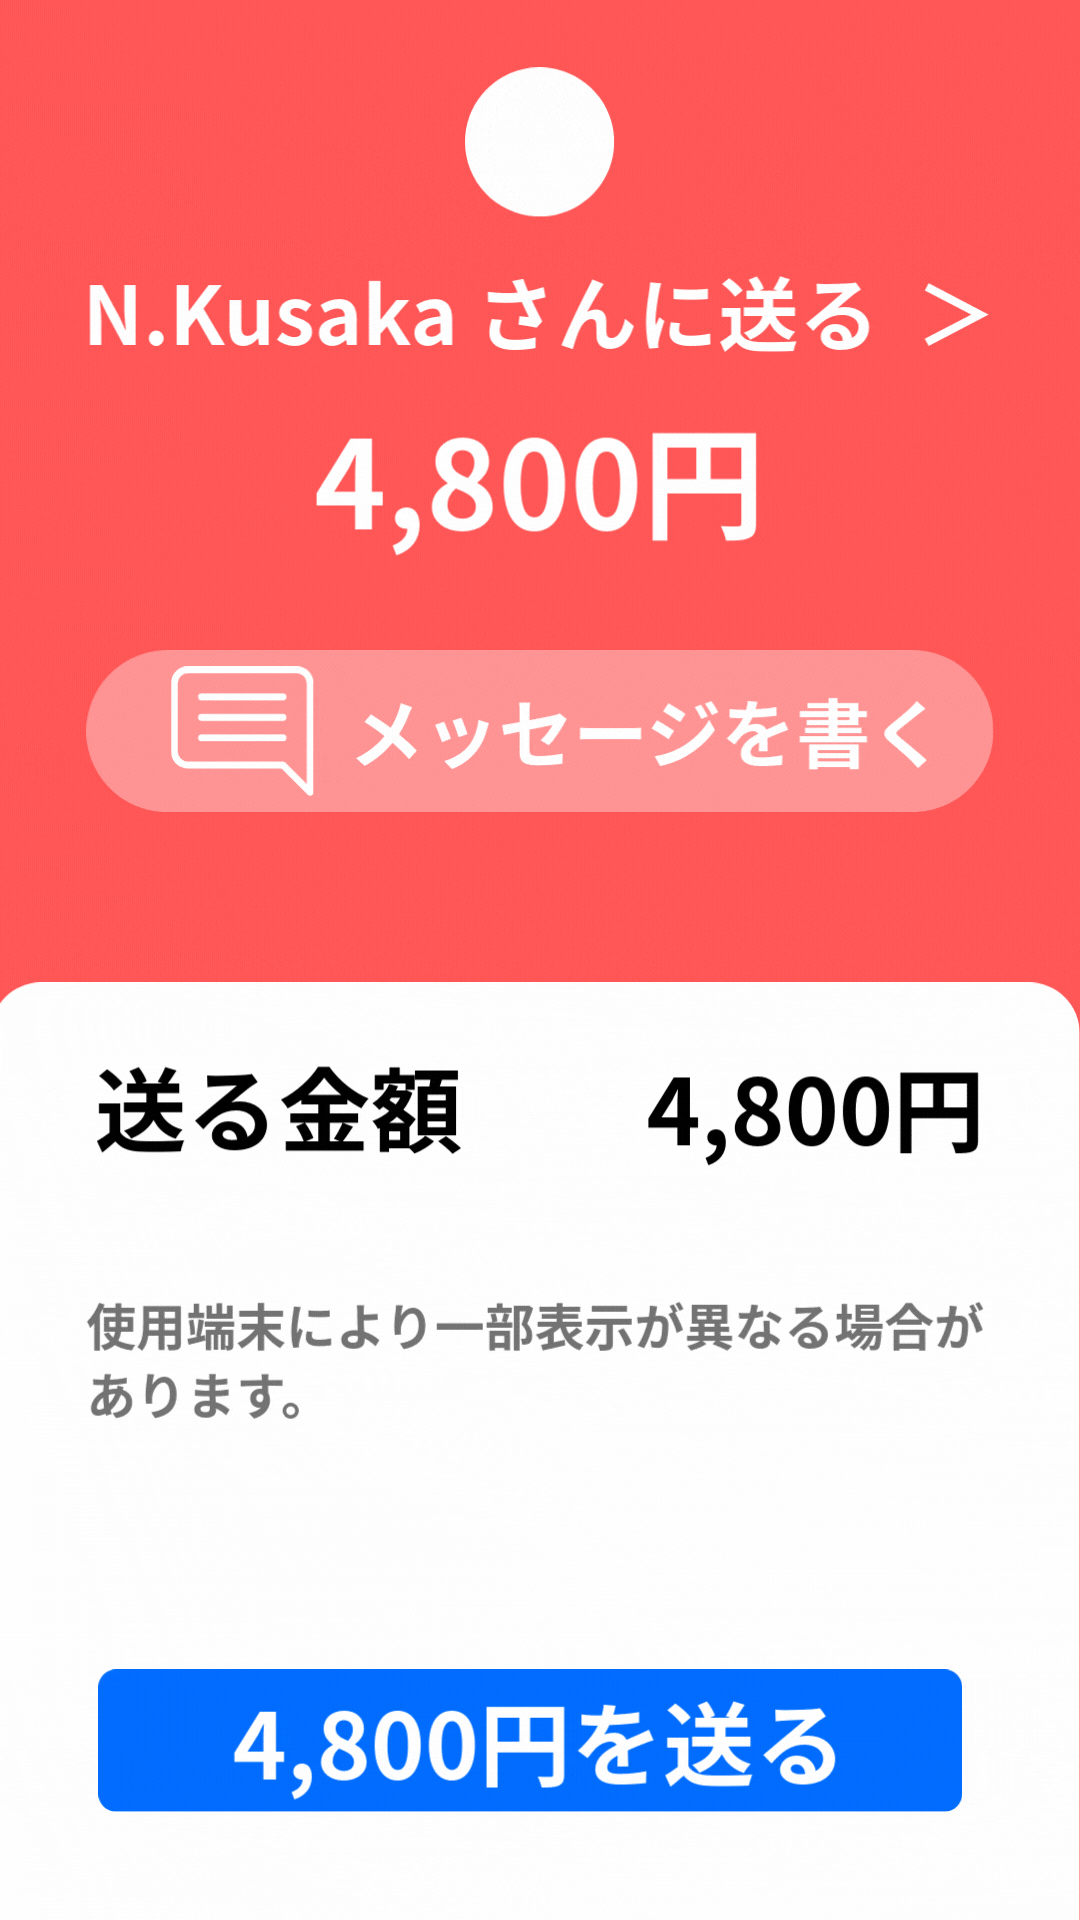 N.Kusaka さんに送る ＞
4,800円
メッセージを書く
送る金額 4,800円
使用端末により一部表示が異なる場合が
あります。
4,800円を送る